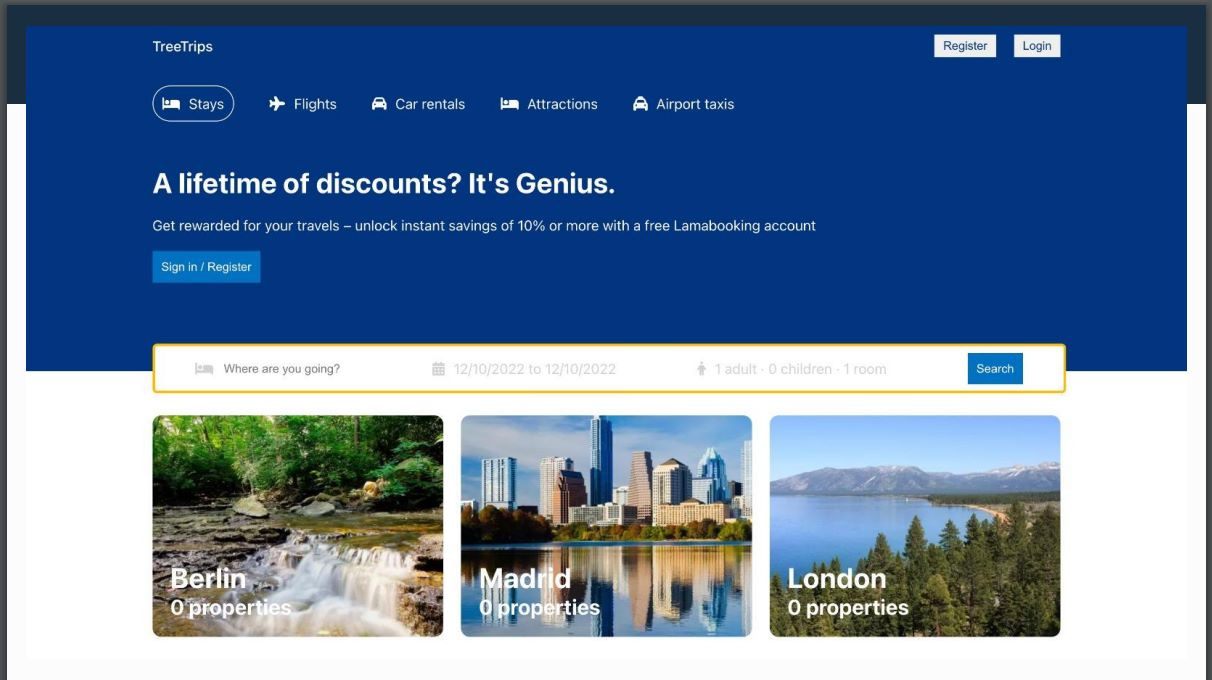 TreeTrips
Register
Login
Stays
Flights
Car rentals
Attractions
Airport taxis
A lifetime of discounts? It's Genius.
Get rewarded for your travels – unlock instant savings of 10% or more with a free Lamabooking account
Sign in / Register
Where are you going?
12/10/2022 to 12/10/2022
1 adult · 0 children · 1 room
Search
Berlin
0 properties
Madrid
0 properties
London
0 properties